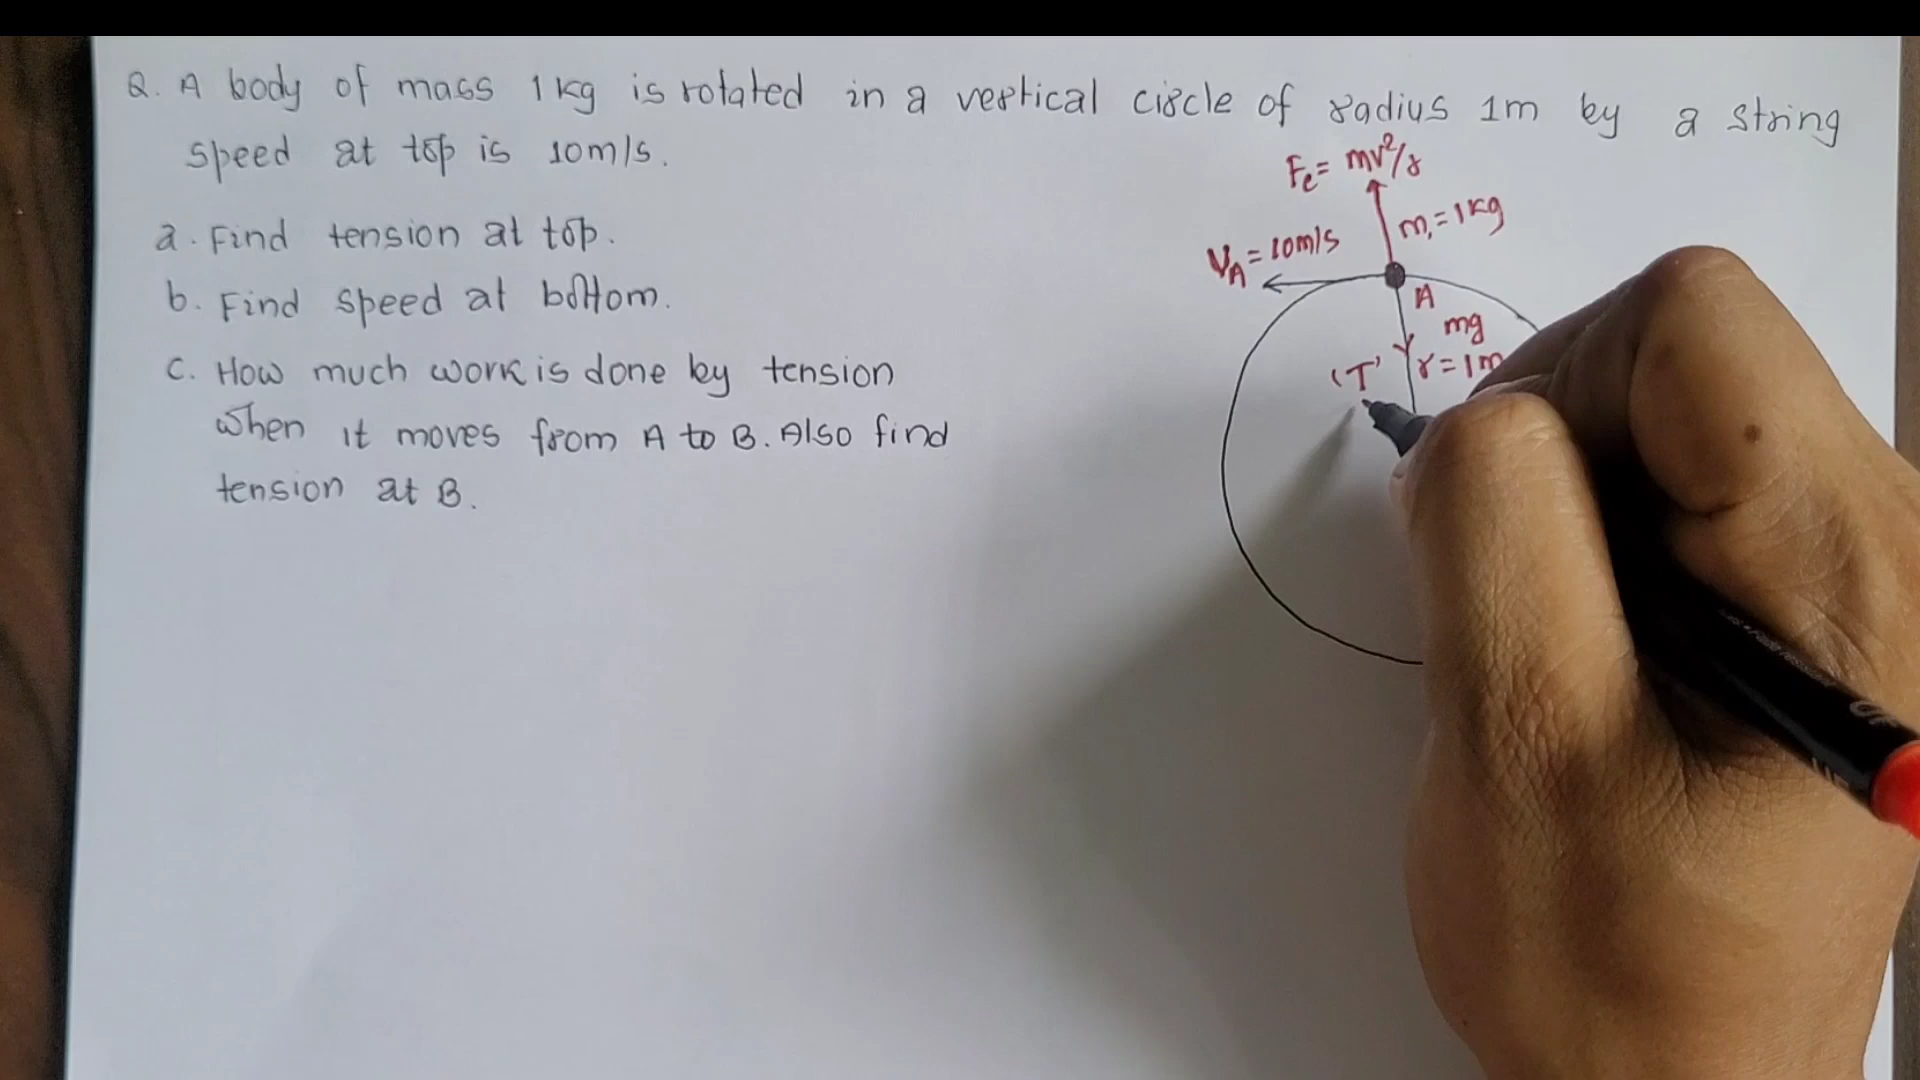 Q. A body of mass 1 kg is rotated in a vertical circle of radius 1m by a string
speed at top is 10m/s.
a. Find tension at top.
b. Find speed at bottom.
c. How much work is done by tension
when it moves from A to B. Also find
tension at B.
Fc = mv²/r
m, = 1kg
VA = 10m/s
A
mg
'T'
r = 1m